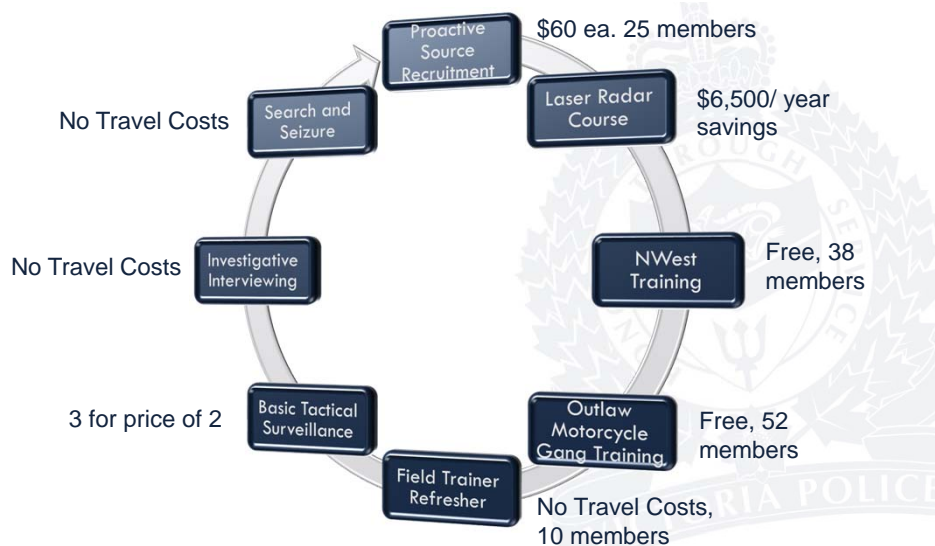 Proactive
Source
Recruitment
$60 ea. 25 members
Laser Radar
Course
$6,500/ year
savings
NWest
Training
Free, 38
members
Outlaw
Motorcycle
Gang Training
Free, 52
members
Field Trainer
Refresher
No Travel Costs,
10 members
Basic Tactical
Surveillance
3 for price of 2
Investigative
Interviewing
No Travel Costs
Search and
Seizure
No Travel Costs
THROUGH SERVICE
VICTORIA POLICE